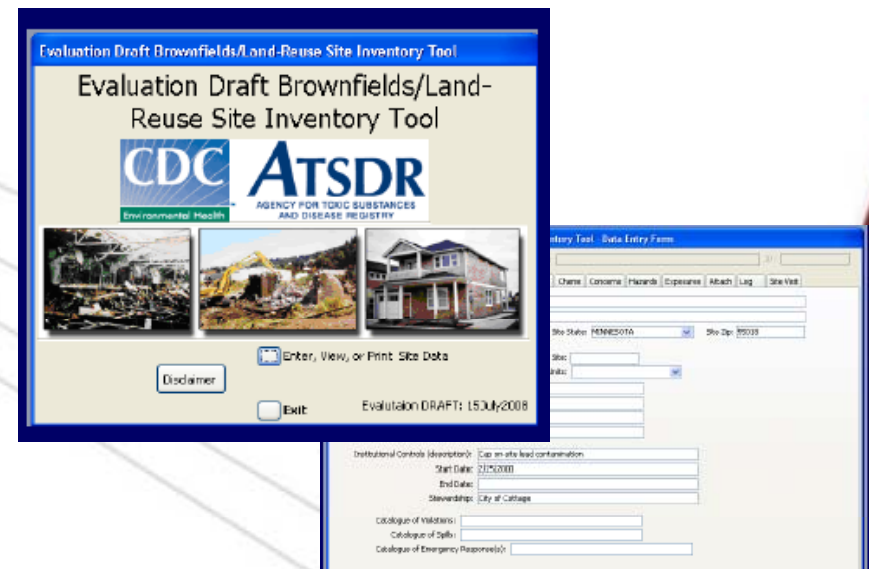 Evaluation Draft Brownfields/Land-Reuse Site Inventory Tool
Evaluation Draft Brownfields/Land-
Reuse Site Inventory Tool
CDC
Environmental Health
ATSDR
AGENCY FOR TOXIC SUBSTANCES
AND DISEASE REGISTRY
Enter, View, or Print Site Data
Disclaimer
Exit
Evalutaion DRAFT: 15July2008
Tool - Data Entry Form
Chems Concerns Hazards Exposures Attach Log Site Visit
Site State: MINNESOTA Site Zip:
Site:
Units:
Institutional Controls (description): Cap on-site lead contamination
Start Date:
End Date:
Stewardship: City of Cottage
Catalogue of Violations:
Catalogue of Spills:
Catalogue of Emergency Response(s):